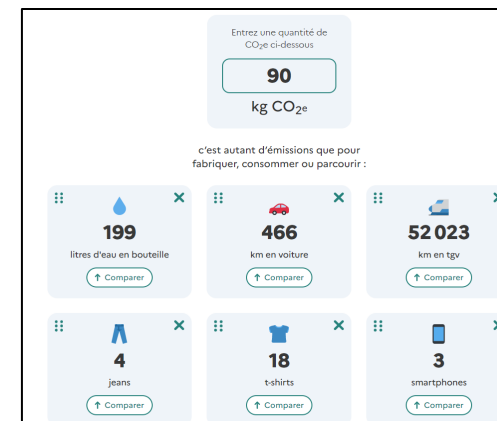 Entrez une quantité de
CO₂e ci-dessous
90
kg CO₂e
c'est autant d'émissions que pour
fabriquer, consommer ou parcourir :
199
litres d'eau en bouteille
↑ Comparer
466
km en voiture
↑ Comparer
52 023
km en tgv
↑ Comparer
4
jeans
↑ Comparer
18
t-shirts
↑ Comparer
3
smartphones
↑ Comparer